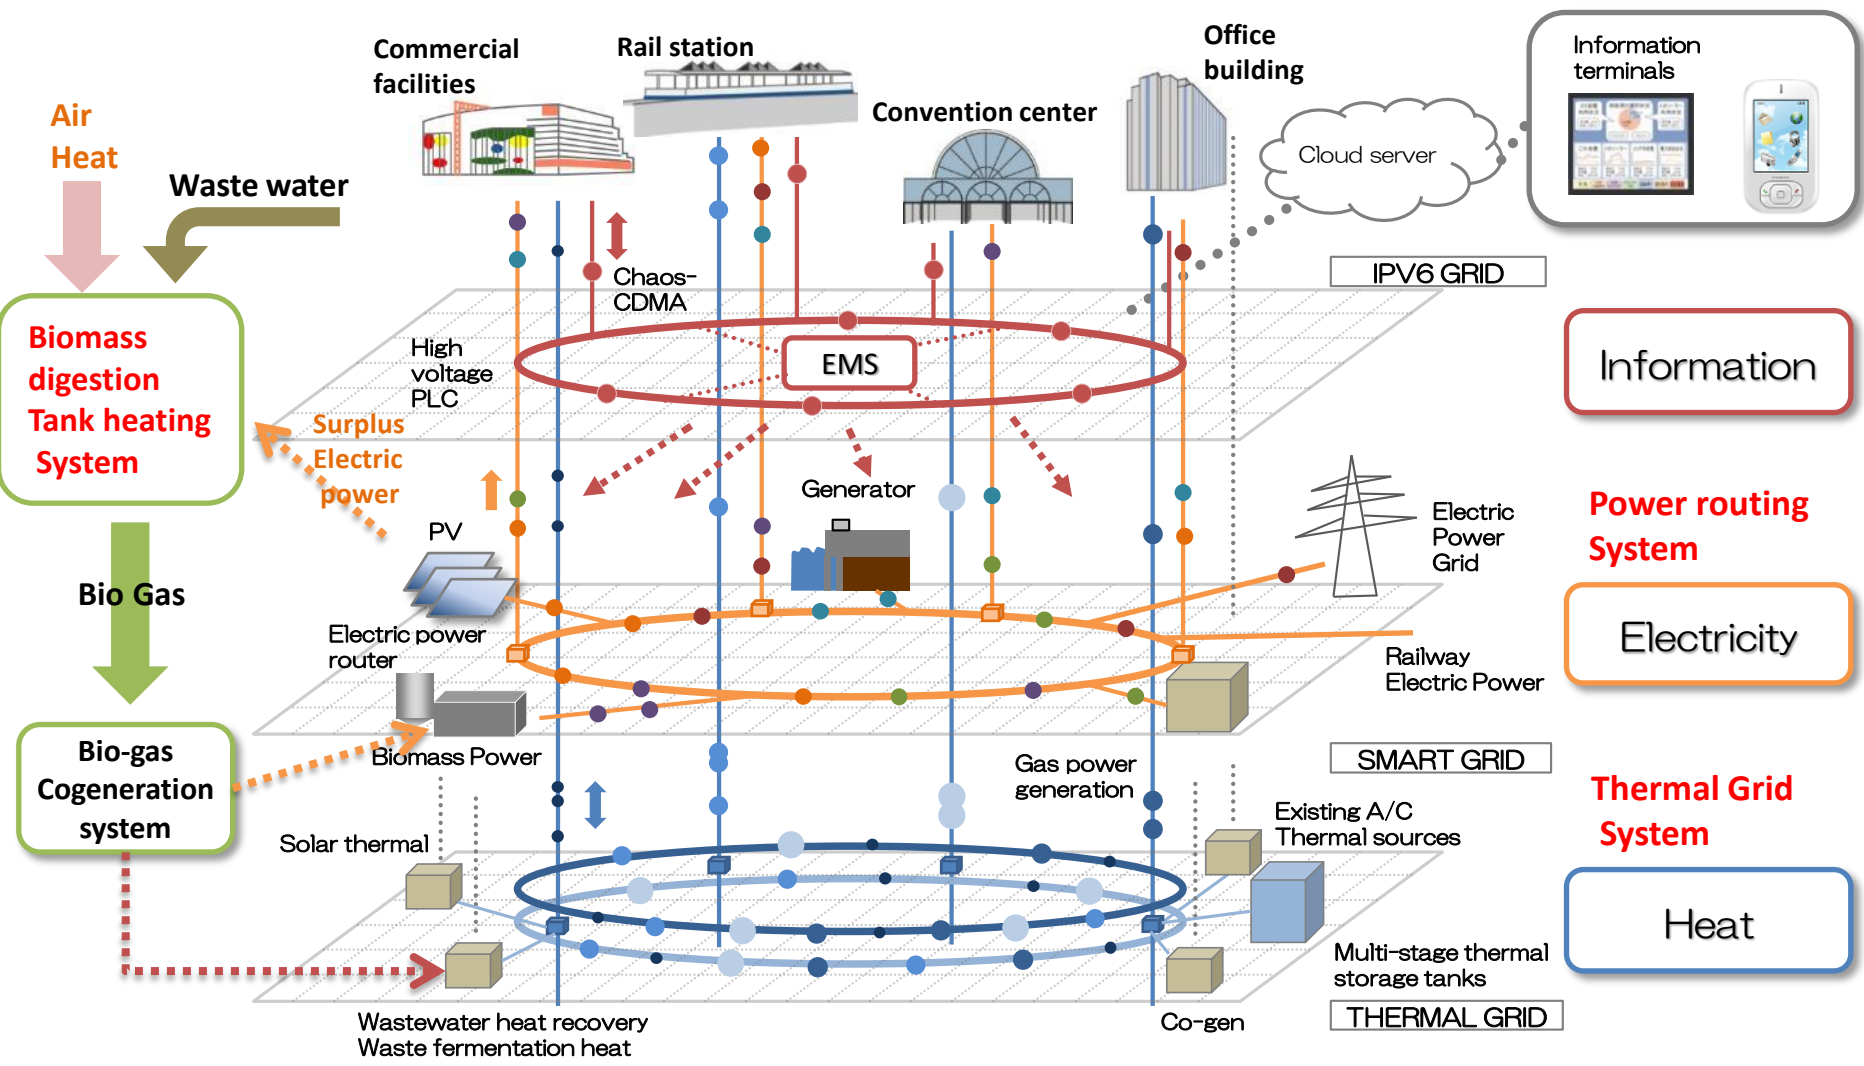 Commercial
facilities
Rail station
Convention center
Office
building
Information
terminals
Cloud server
Air
Heat
Waste water
Chaos-
CDMA
IPV6 GRID
Biomass
digestion
Tank heating
System
High
voltage
PLC
EMS
Information
Surplus
Electric
power
Generator
PV
Electric
Power
Grid
Power routing
System
Bio Gas
Electric power
router
Electricity
Railway
Electric Power
Biomass Power
Bio-gas
Cogeneration
system
Gas power
generation
SMART GRID
Thermal Grid
System
Solar thermal
Existing A/C
Thermal sources
Heat
Multi-stage thermal
storage tanks
Wastewater heat recovery
Waste fermentation heat
Co-gen
THERMAL GRID